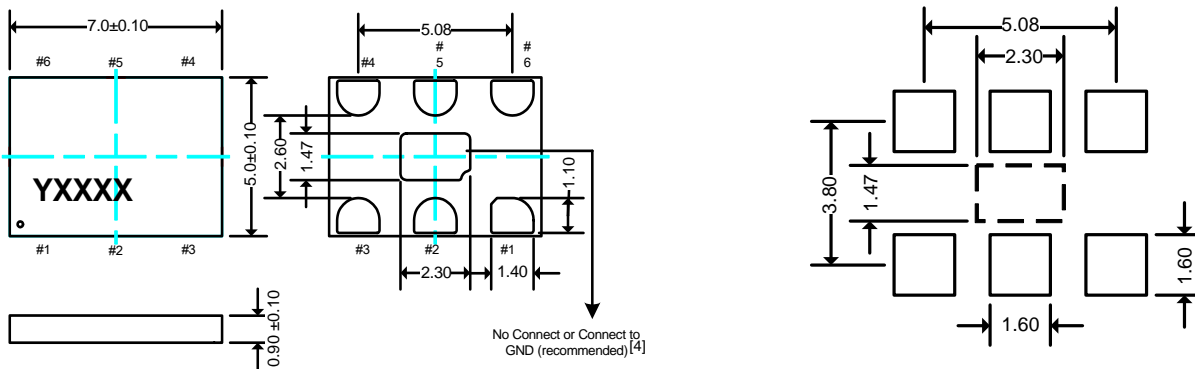 7.0±0.10
#6 #5 #4
5.0±0.10
YXXXX
#1 #2 #3
0.90 ±0.10
5.08
#4 #5 #6
2.60
1.47
1.10
#3 #2 #1
2.30
1.40
No Connect or Connect to
GND (recommended)[4]
5.08
2.30
3.80
1.47
1.60
1.60